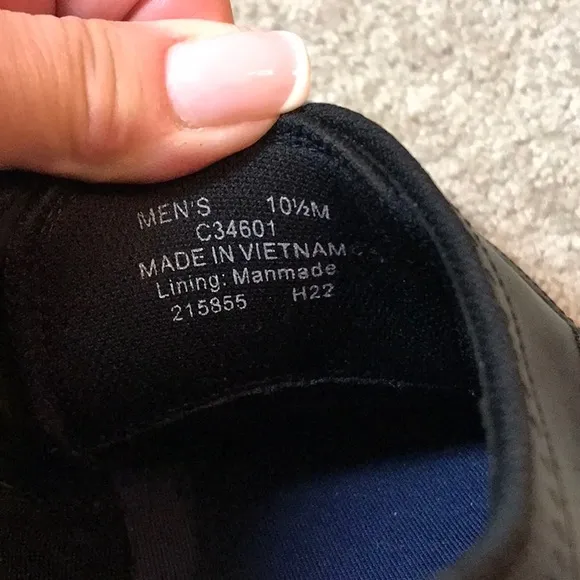 MEN'S 10½M
C34601
MADE IN VIETNAM
Lining: Manmade
215855 H22